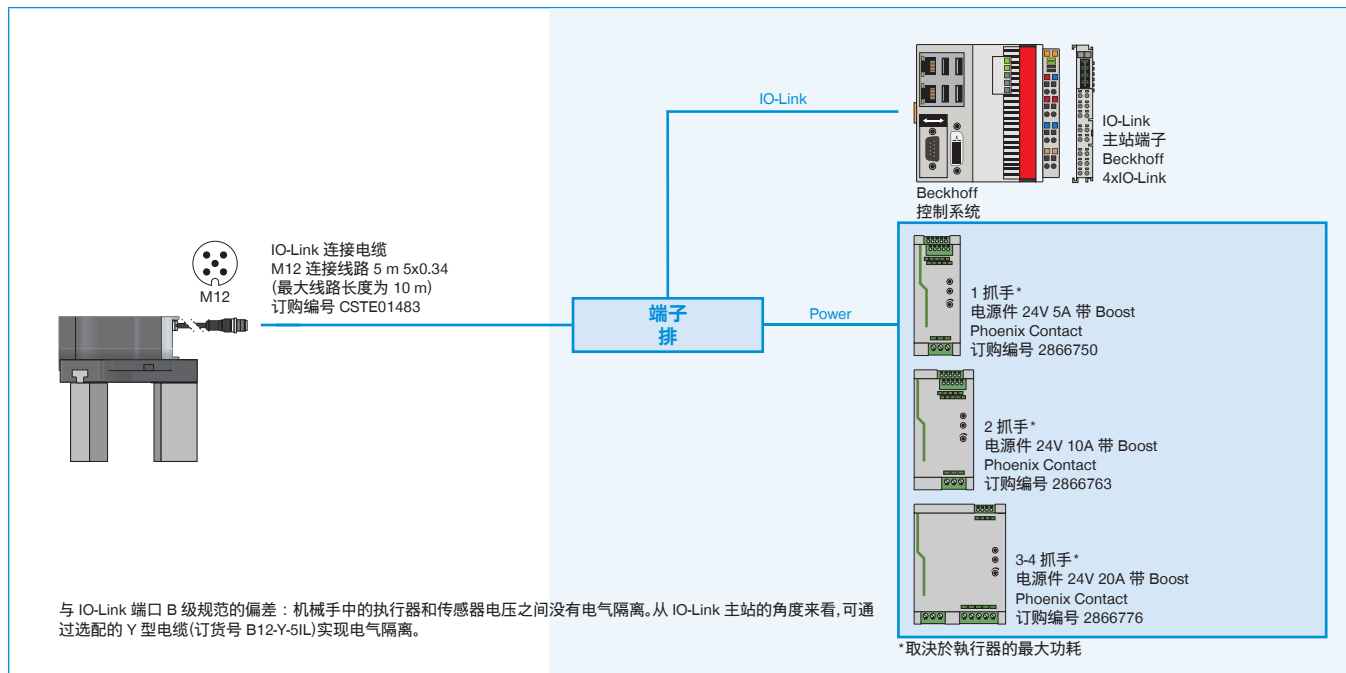 IO-Link
IO-Link
主站端子
Beckhoff
4xIO-Link
Beckhoff
控制系统
M12
IO-Link 连接电缆
M12 连接线路 5 m 5x0.34
(最大线路长度为 10 m)
订购编号 CSTE01483
端子
排
Power
1 抓手*
电源件 24V 5A 带 Boost
Phoenix Contact
订购编号 2866750
2 抓手*
电源件 24V 10A 带 Boost
Phoenix Contact
订购编号 2866763
3-4 抓手*
电源件 24V 20A 带 Boost
Phoenix Contact
订购编号 2866776
*取決於執行器的最大功耗
与 IO-Link 端口 B 级规范的偏差：机械手中的执行器和传感器电压之间没有电气隔离。从 IO-Link 主站的角度来看,可通
过选配的 Y 型电缆(订货号 B12-Y-5IL)实现电气隔离。